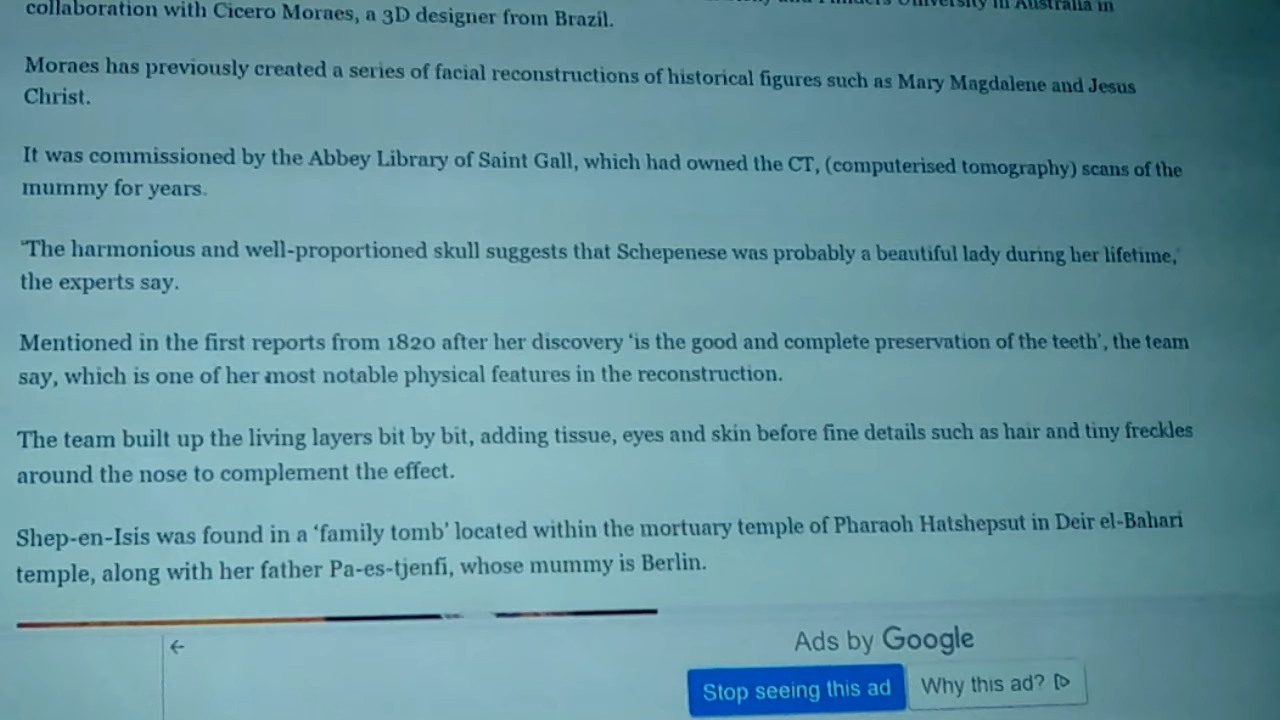 collaboration with Cicero Moraes, a 3D designer from Brazil.
University in Australia in
Moraes has previously created a series of facial reconstructions of historical figures such as Mary Magdalene and Jesus
Christ.
It was commissioned by the Abbey Library of Saint Gall, which had owned the CT, (computerised tomography) scans of the
mummy for years.
'The harmonious and well-proportioned skull suggests that Schepenese was probably a beautiful lady during her lifetime,'
the experts say.
Mentioned in the first reports from 1820 after her discovery ‘is the good and complete preservation of the teeth’, the team
say, which is one of her most notable physical features in the reconstruction.
The team built up the living layers bit by bit, adding tissue, eyes and skin before fine details such as hair and tiny freckles
around the nose to complement the effect.
Shep-en-Isis was found in a ‘family tomb’ located within the mortuary temple of Pharaoh Hatshepsut in Deir el-Bahari
temple, along with her father Pa-es-tjenfi, whose mummy is Berlin.
Ads by Google
Stop seeing this ad
Why this ad?